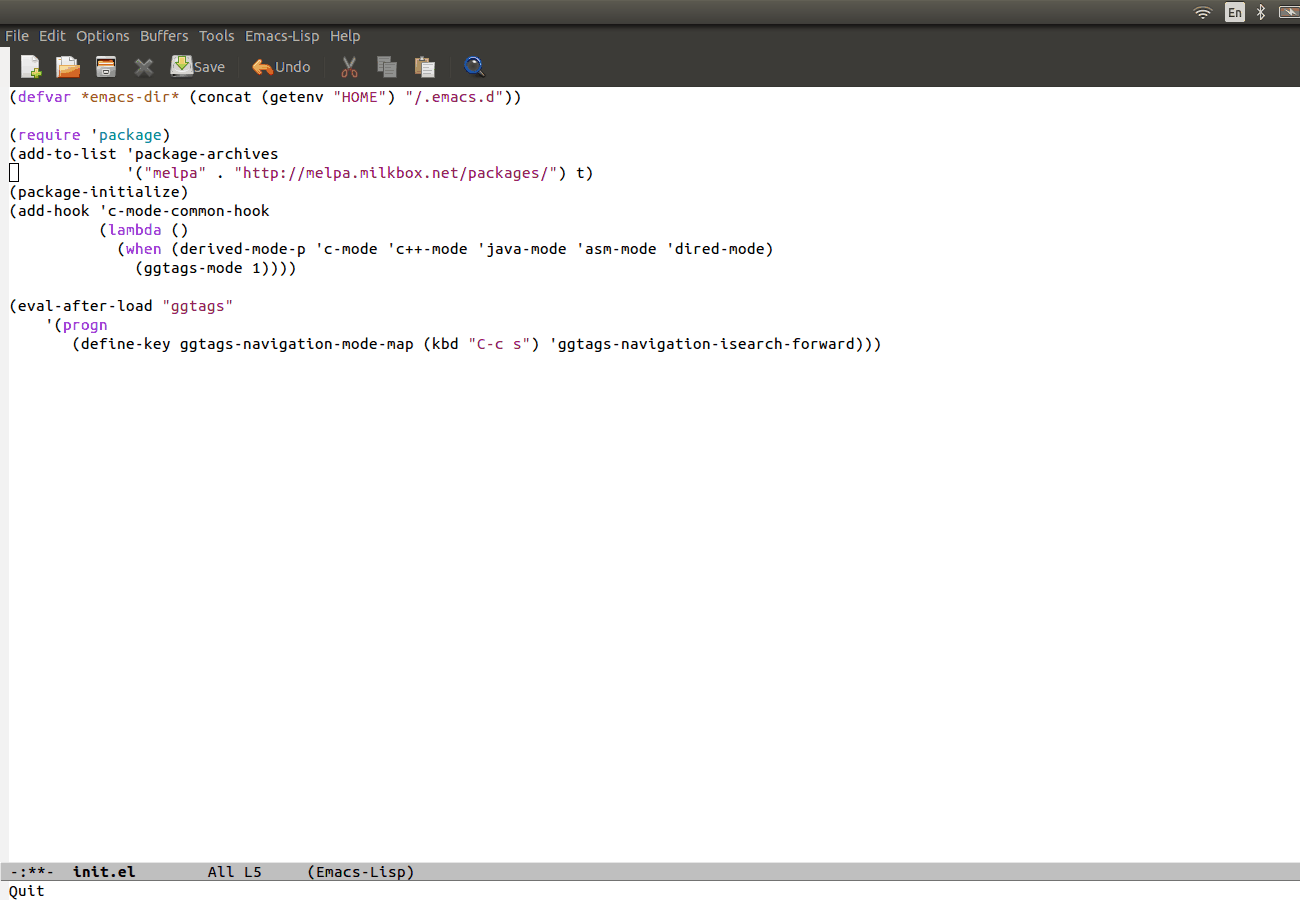 En
File Edit Options Buffers Tools Emacs-Lisp Help
Save Undo
(defvar *emacs-dir* (concat (getenv "HOME") "/.emacs.d"))

(require 'package)
(add-to-list 'package-archives
             '("melpa" . "http://melpa.milkbox.net/packages/") t)
(package-initialize)
(add-hook 'c-mode-common-hook
          (lambda ()
            (when (derived-mode-p 'c-mode 'c++-mode 'java-mode 'asm-mode 'dired-mode)
              (ggtags-mode 1))))

(eval-after-load "ggtags"
    '(progn
       (define-key ggtags-navigation-mode-map (kbd "C-c s") 'ggtags-navigation-isearch-forward)))
-:**-  init.el        All L5     (Emacs-Lisp)
Quit